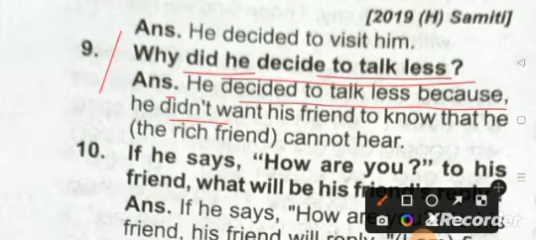 [2019 (H) Samiti]
Ans. He decided to visit him.
9. Why did he decide to talk less?
Ans. He decided to talk less because,
he didn't want his friend to know that he
(the rich friend) cannot hear.
10. If he says, "How are you?" to his
friend, what will be his friend's reply
Ans. If he says, "How are
XRecorder
friend, his friend will reply, "